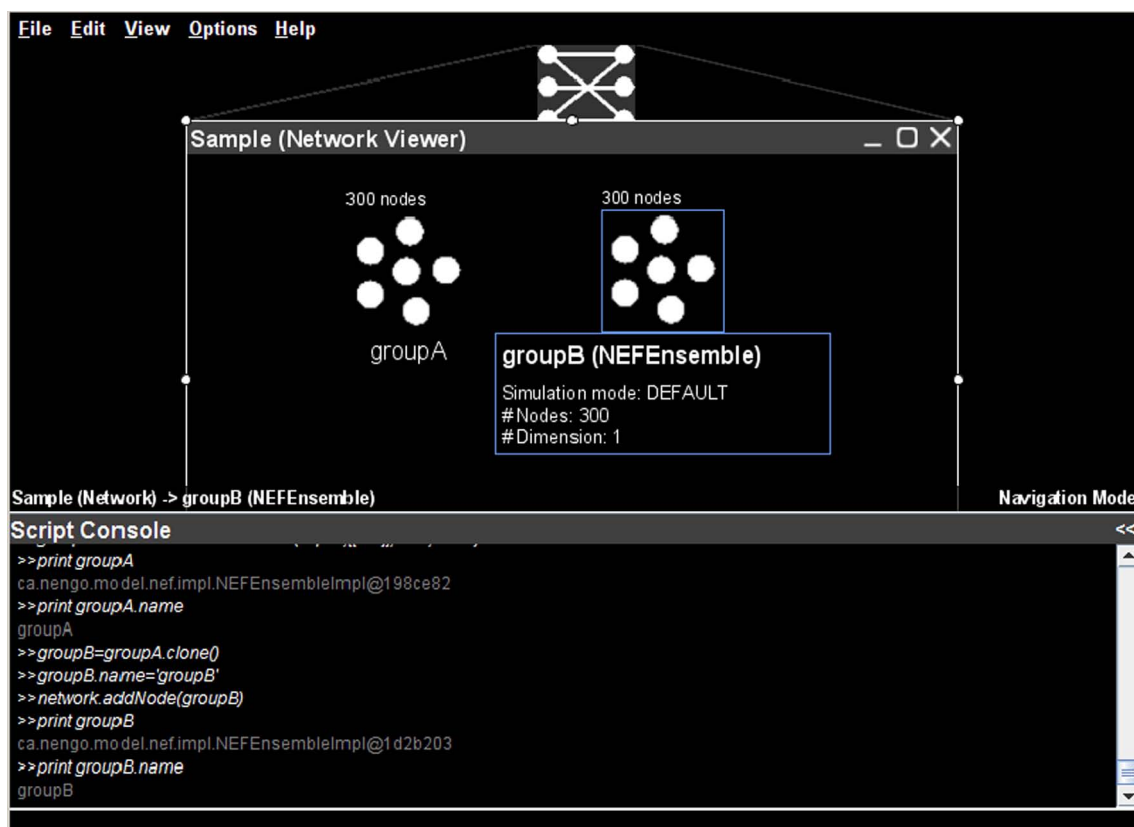 File Edit View Options Help
Sample (Network Viewer)
300 nodes
300 nodes
groupA
groupB (NEFEnsemble)
Simulation mode: DEFAULT
#Nodes: 300
#Dimension: 1
Sample (Network) -> groupB (NEFEnsemble)
Navigation Mode
Script Console
<<
>>print groupA
ca.nengo.model.nef.impl.NEFEnsembleImpl@198ce82
>>print groupA.name
groupA
>>groupB=groupA.clone()
>>groupB.name='groupB'
>>network.addNode(groupB)
>>print groupB
ca.nengo.model.nef.impl.NEFEnsembleImpl@1d2b203
>>print groupB.name
groupB